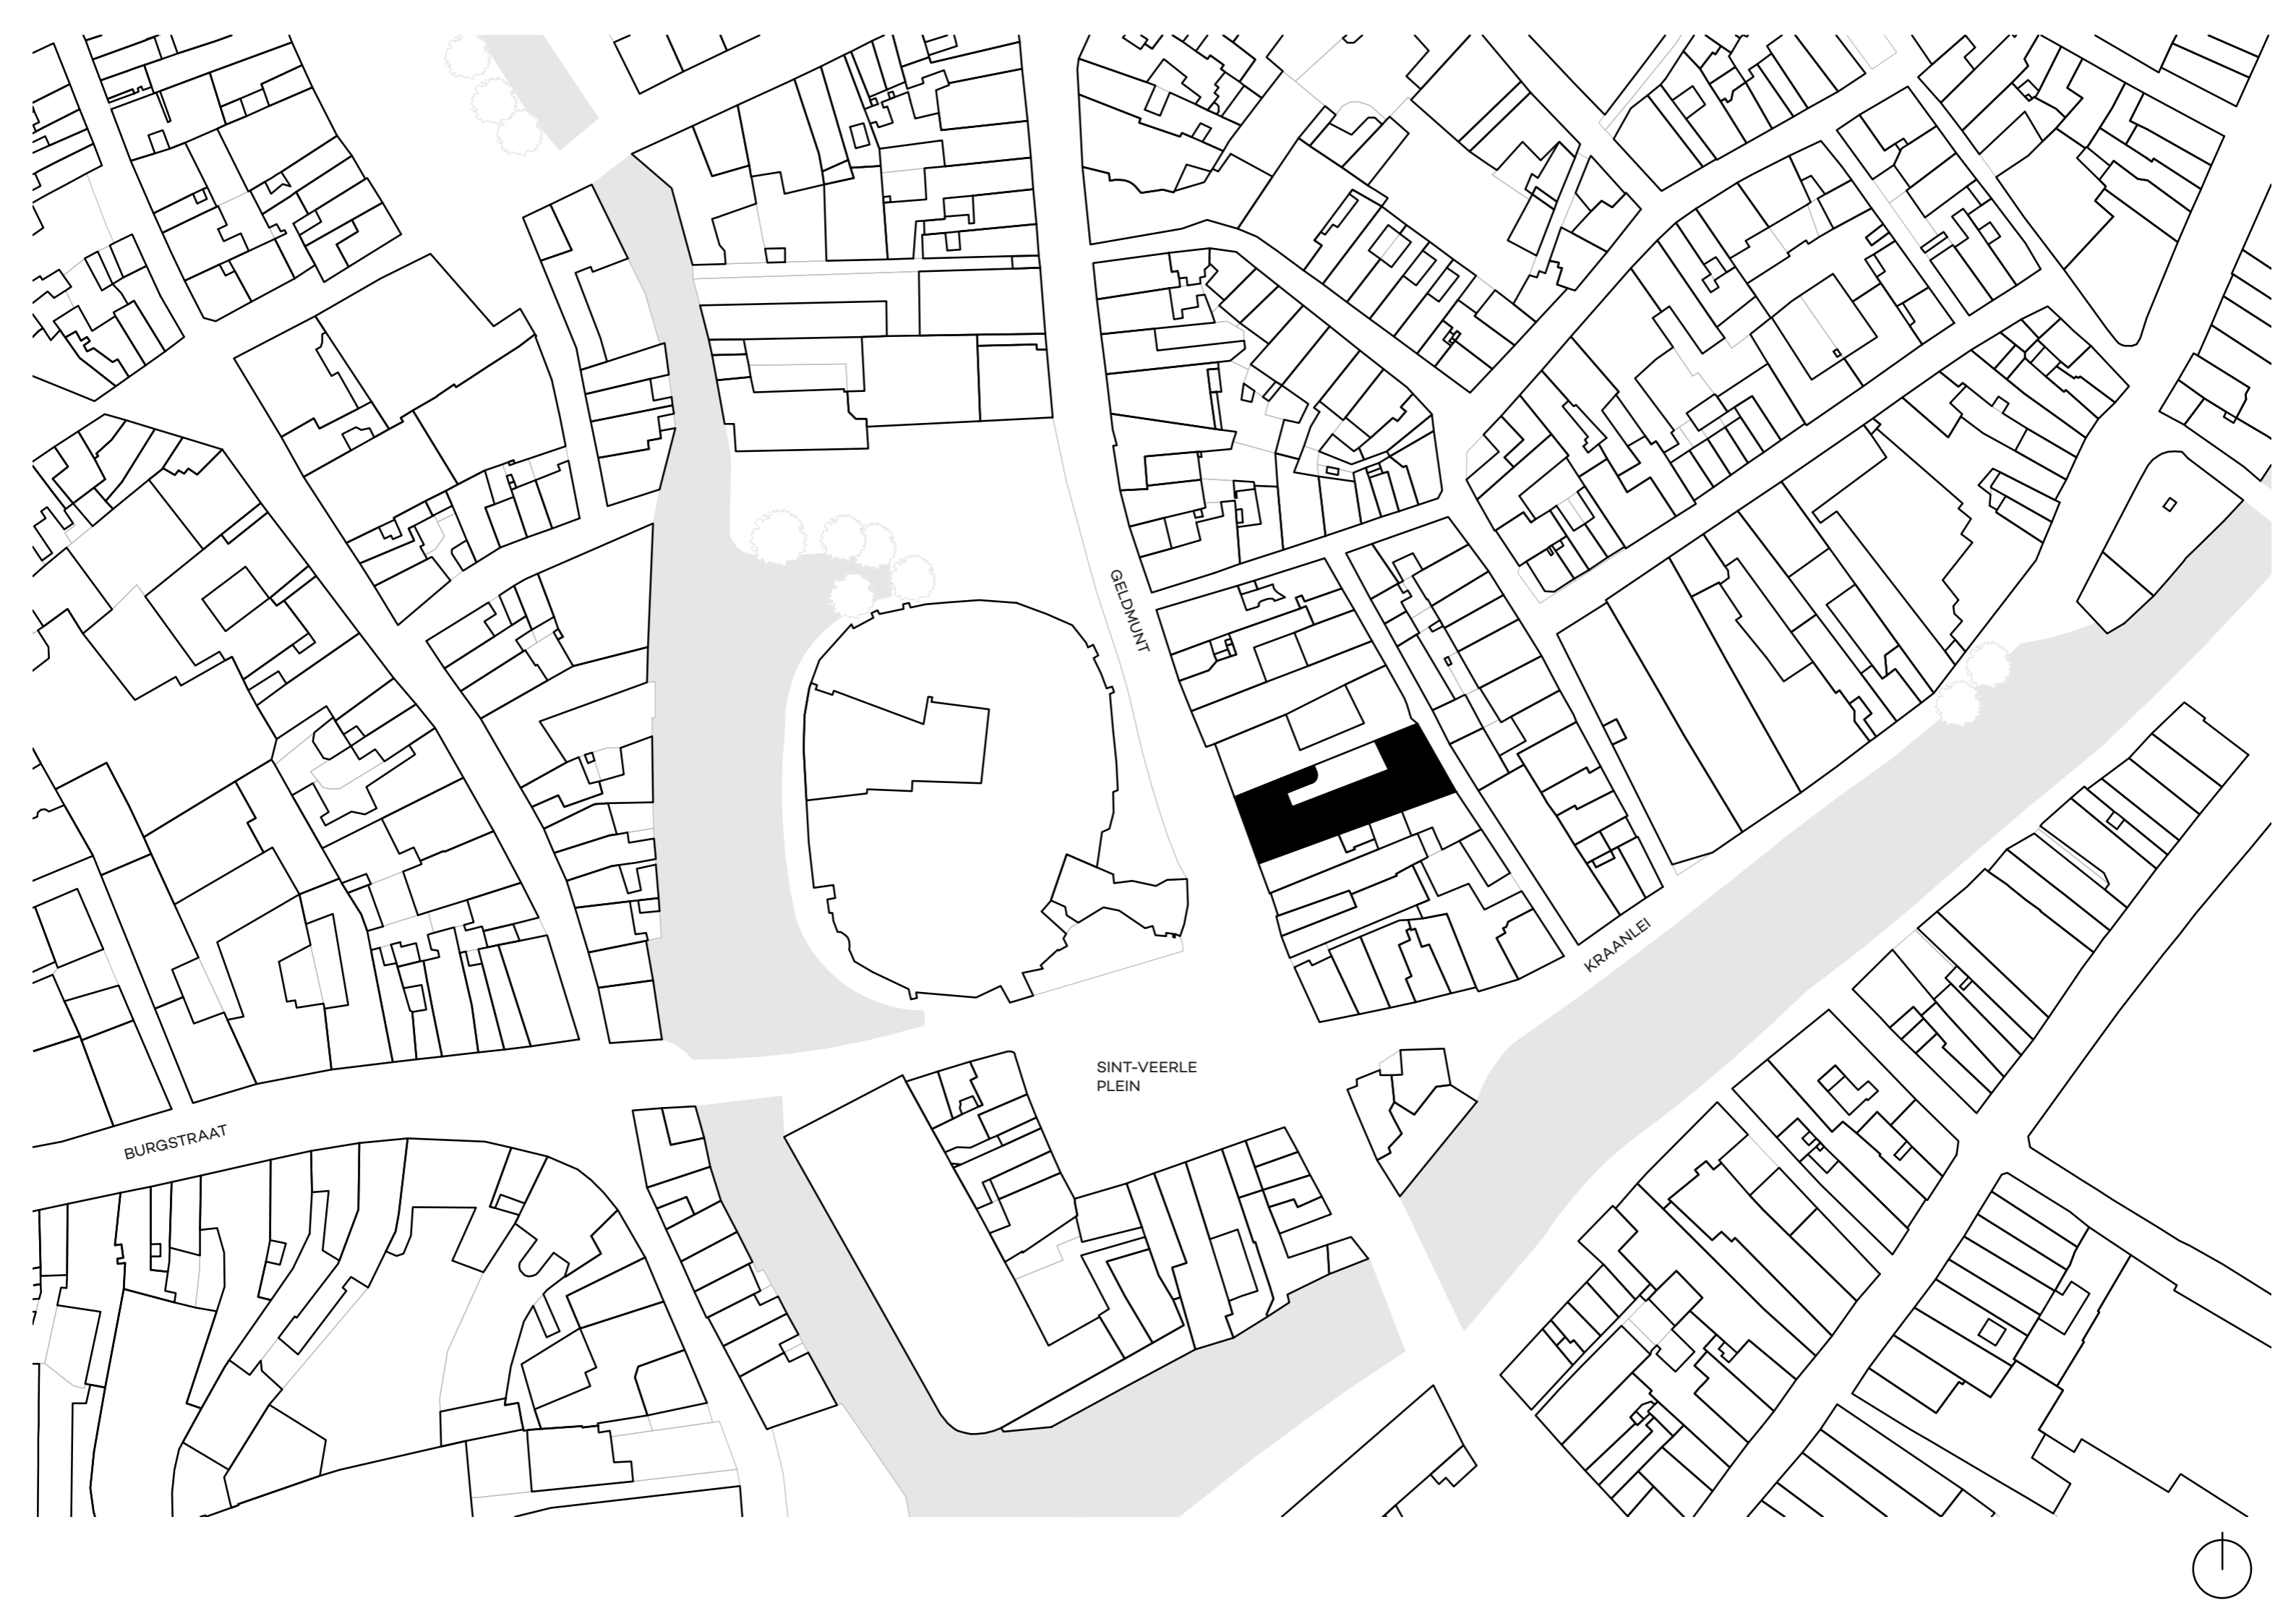 GELDMUNT
KRAANLEI
SINT-VEERLE
PLEIN
BURGSTRAAT